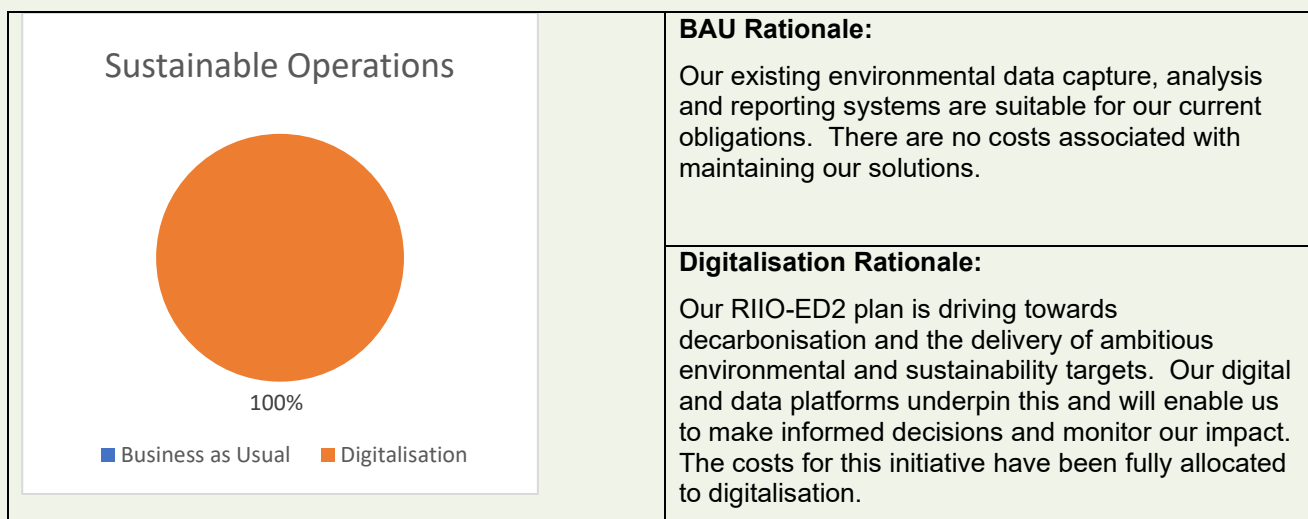 Sustainable Operations
100%
Business as Usual Digitalisation
BAU Rationale:
Our existing environmental data capture, analysis
and reporting systems are suitable for our current
obligations.  There are no costs associated with
maintaining our solutions.
Digitalisation Rationale:
Our RIIO-ED2 plan is driving towards
decarbonisation and the delivery of ambitious
environmental and sustainability targets.  Our digital
and data platforms underpin this and will enable us
to make informed decisions and monitor our impact.
The costs for this initiative have been fully allocated
to digitalisation.